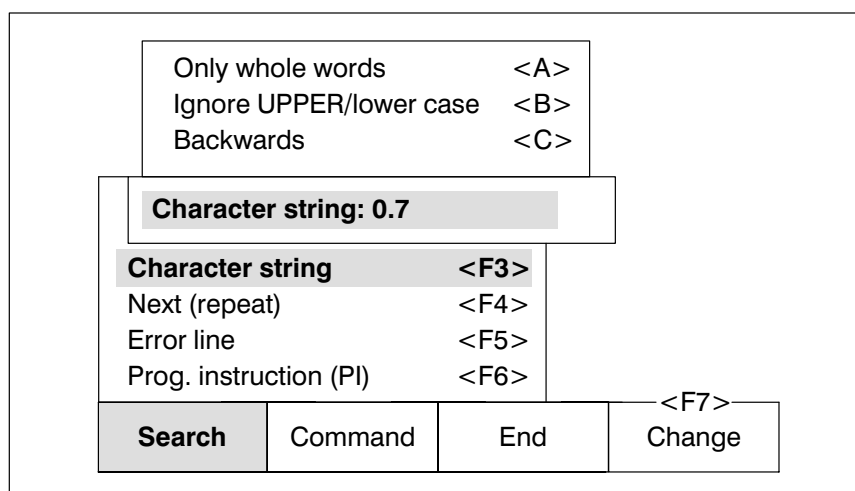 Only whole words <A>
Ignore UPPER/lower case <B>
Backwards <C>
Character string: 0.7
Character string <F3>
Next (repeat) <F4>
Error line <F5>
Prog. instruction (PI) <F6>
<F7>
Search Command End Change